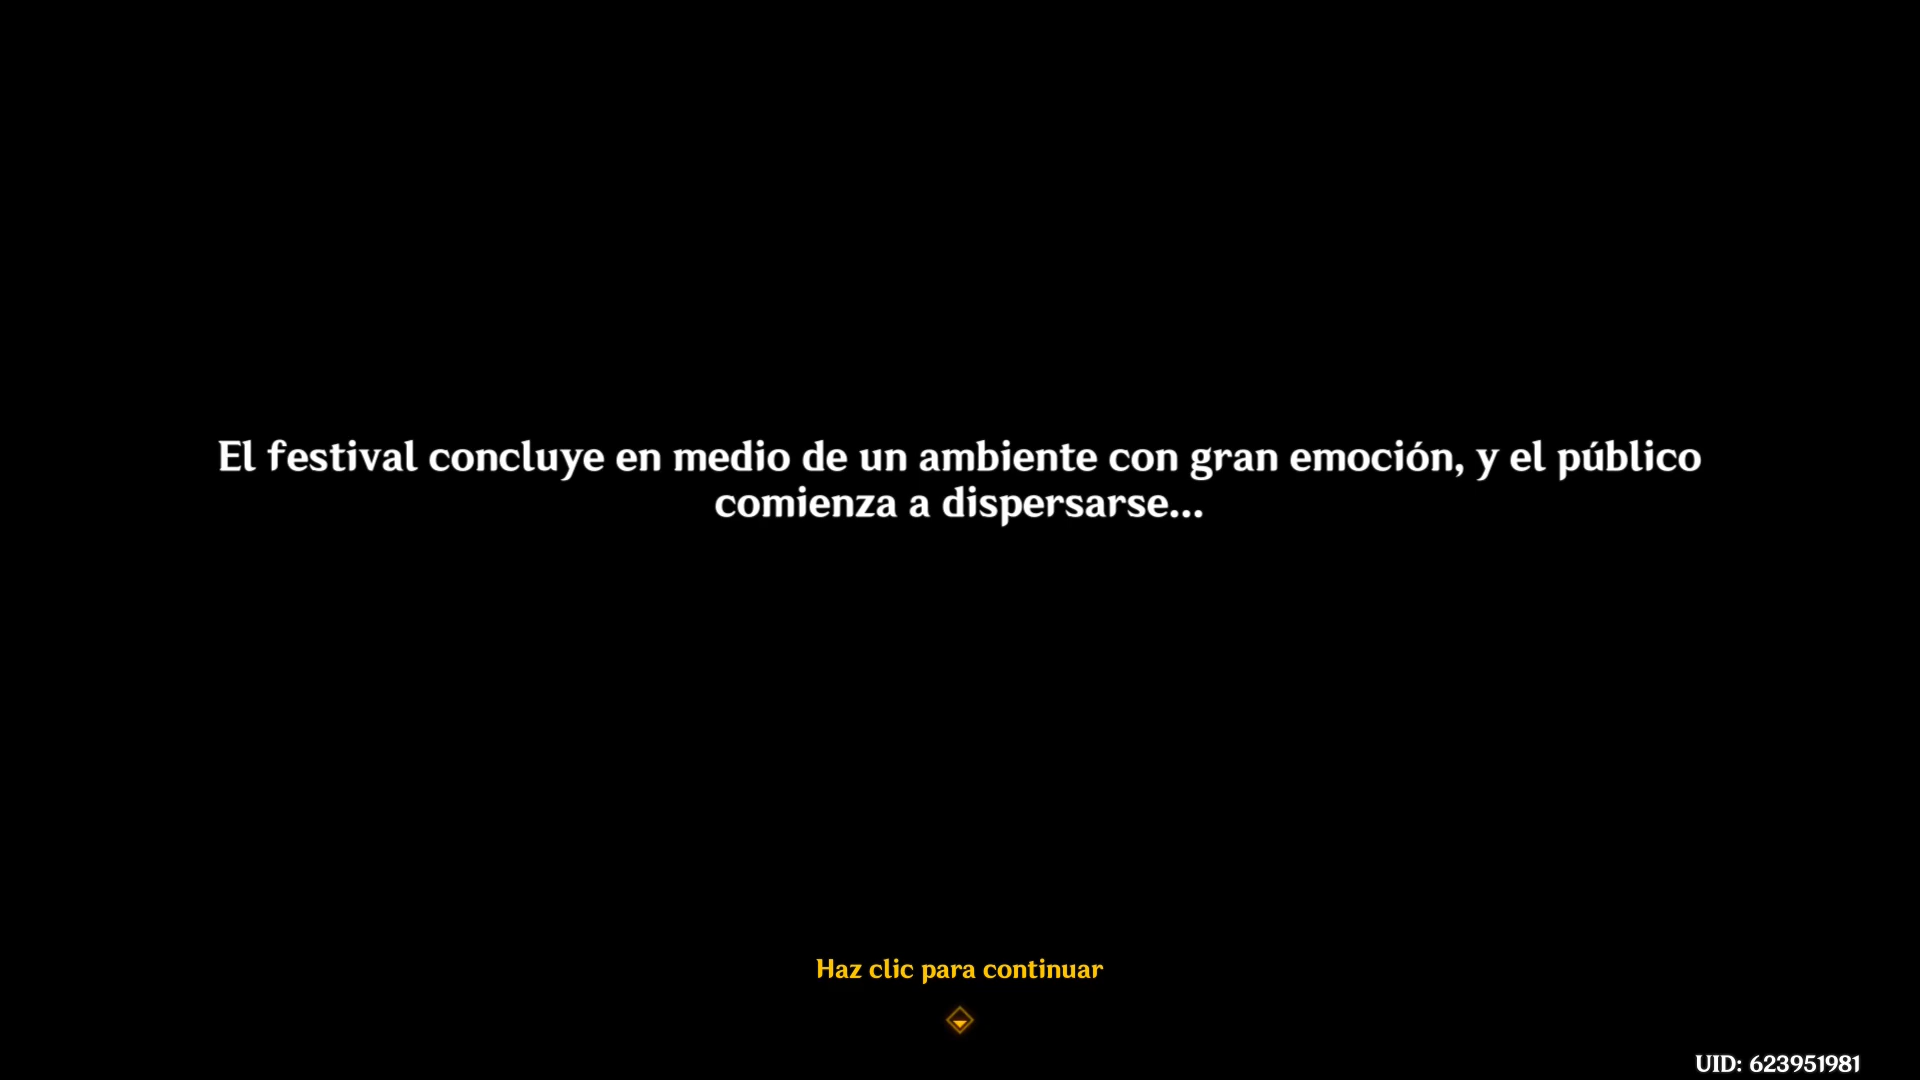 El festival concluye en medio de un ambiente con gran emoción, y el público
comienza a dispersarse...
Haz clic para continuar
UID: 623951981